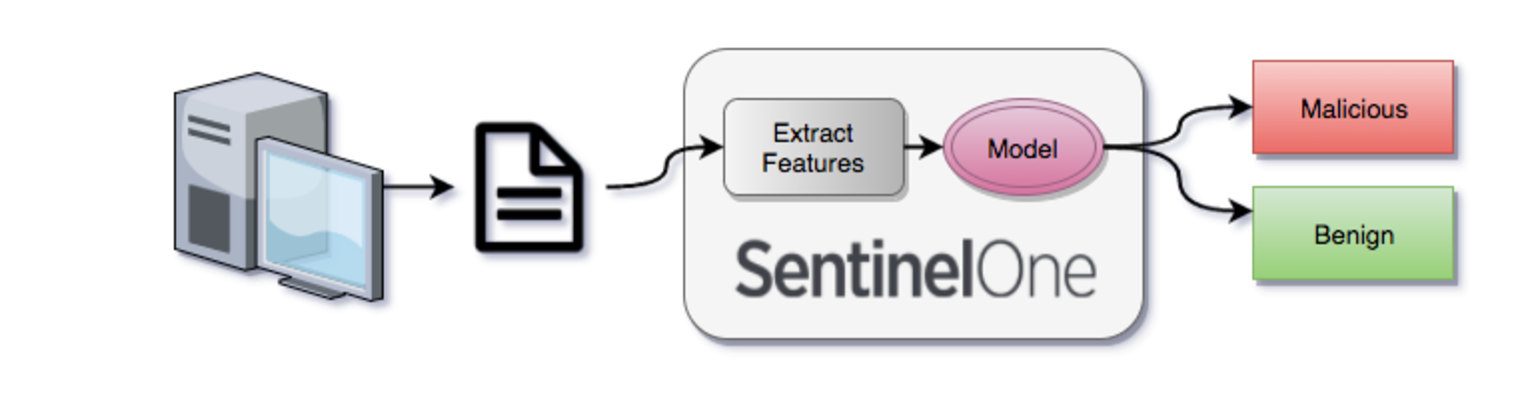 Extract
Features
Model
SentinelOne
Malicious
Benign